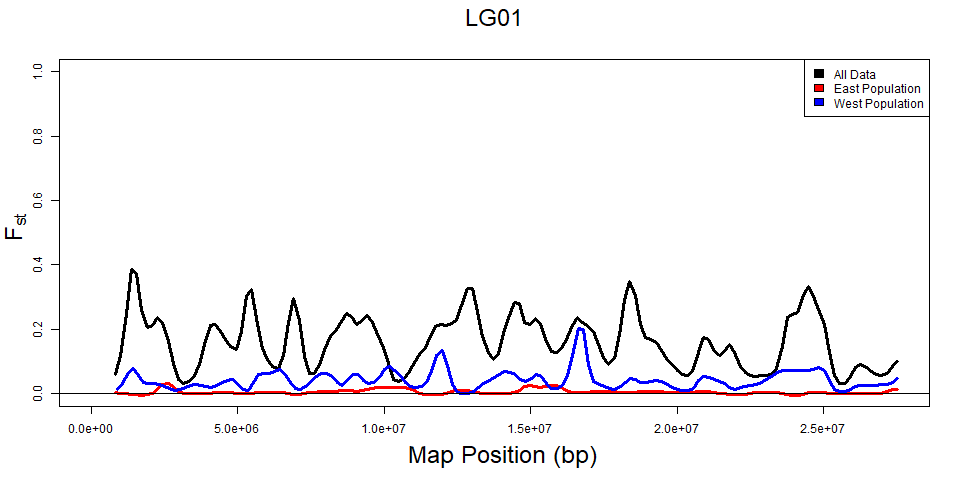 LG01
All Data
East Population
West Population
1.0
0.8
0.6
0.4
0.2
0.0
Fst
0.0e+00 5.0e+06 1.0e+07 1.5e+07 2.0e+07 2.5e+07
Map Position (bp)